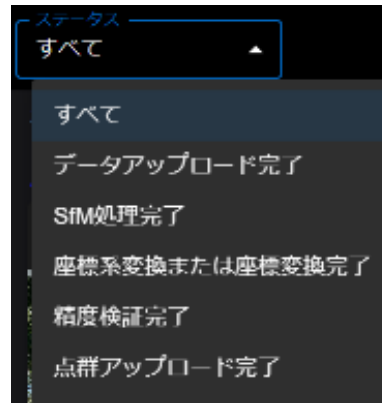 ステータス
すべて
すべて
データアップロード完了
SfM処理完了
座標系変換または座標変換完了
精度検証完了
点群アップロード完了